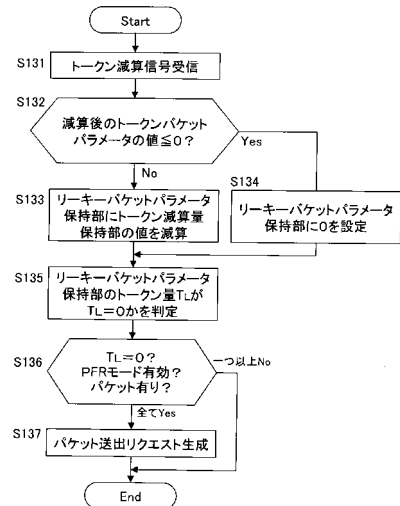 Start
S131
トークン減算信号受信
S132
減算後のトークンバケット
パラメータの値≦0?
Yes
No
S133
リーキーバケットパラメータ
保持部にトークン減算量
保持部の値を減算
S134
リーキーバケットパラメータ
保持部に0を設定
S135
リーキーバケットパラメータ
保持部のトークン量TLが
TL=0かを判定
S136
TL=0?
PFRモード有効?
パケット有り?
一つ以上No
全てYes
S137
パケット送出リクエスト生成
End